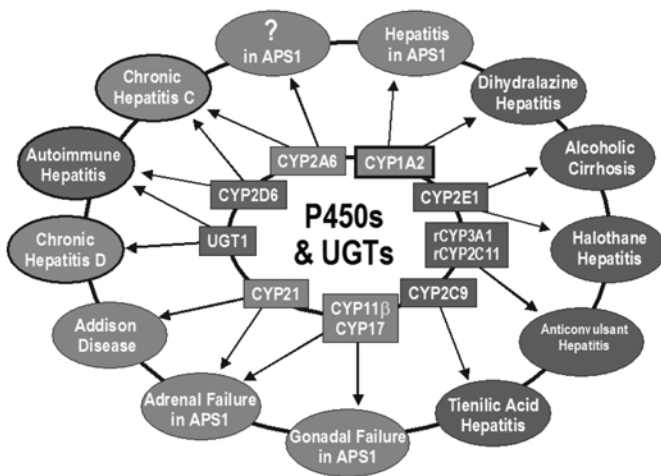 ?
in APS1
Hepatitis
in APS1
Chronic
Hepatitis C
Dihydralazine
Hepatitis
Autoimmune
Hepatitis
Alcoholic
Cirrhosis
CYP2A6
CYP1A2
CYP2D6
CYP2E1
P450s
& UGTs
Chronic
Hepatitis D
UGT1
rCYP3A1
rCYP2C11
Halothane
Hepatitis
CYP21
CYP11β
CYP17
CYP2C9
Addison
Disease
Anticonvulsant
Hepatitis
Adrenal Failure
in APS1
Gonadal Failure
in APS1
Tienilic Acid
Hepatitis